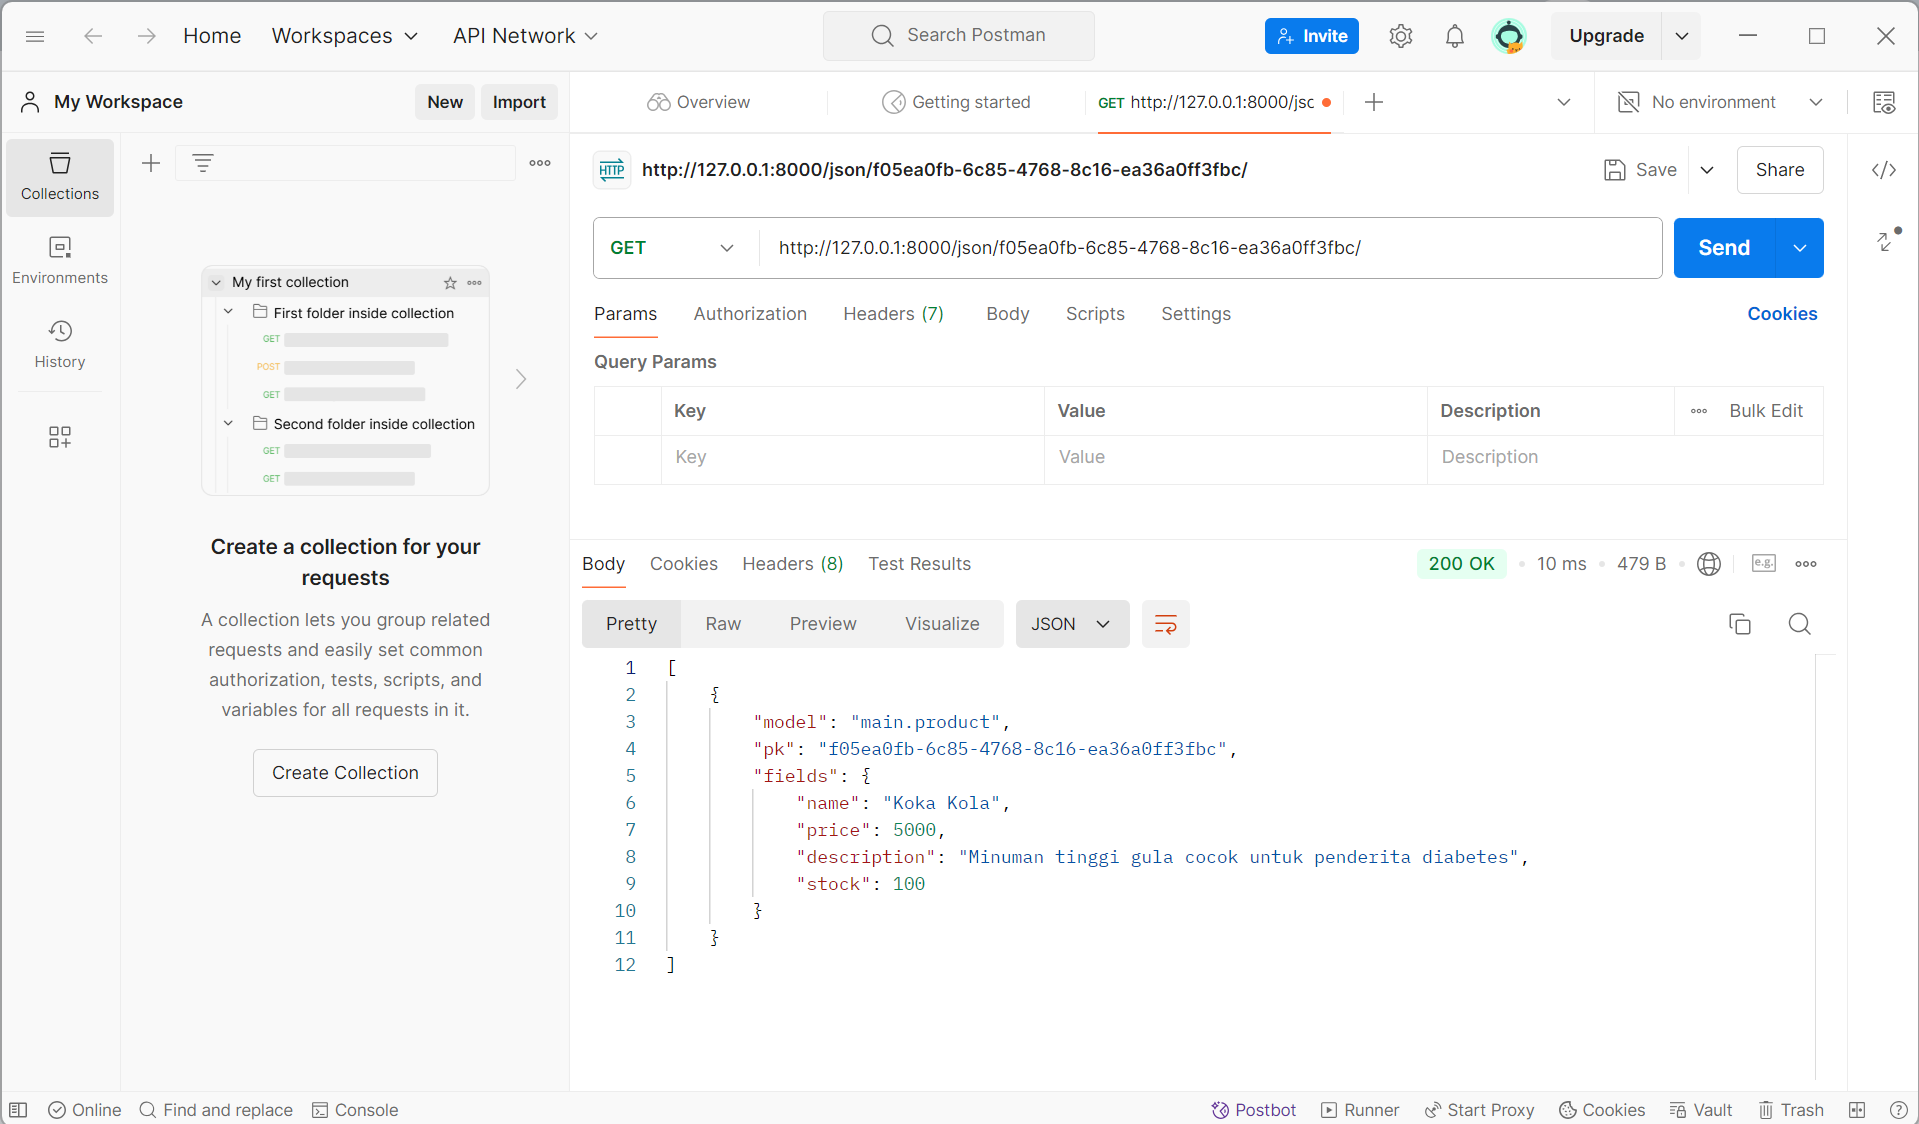 Home
Workspaces
API Network
Search Postman
Invite
Upgrade
My Workspace
New
Import
Overview
Getting started
GET http://127.0.0.1:8000/jsc
No environment
Collections
Environments
History
My first collection
First folder inside collection
GET
POST
GET
Second folder inside collection
GET
GET
Create a collection for your
requests
A collection lets you group related
requests and easily set common
authorization, tests, scripts, and
variables for all requests in it.
Create Collection
HTTP
http://127.0.0.1:8000/json/f05ea0fb-6c85-4768-8c16-ea36a0ff3fbc/
Save
Share
GET
http://127.0.0.1:8000/json/f05ea0fb-6c85-4768-8c16-ea36a0ff3fbc/
Send
Params
Authorization
Headers (7)
Body
Scripts
Settings
Cookies
Query Params
Key
Value
Description
Bulk Edit
Key
Value
Description
Body
Cookies
Headers (8)
Test Results
200 OK
10 ms
479 B
e.g.
Pretty
Raw
Preview
Visualize
JSON
1 [
2 {
3 "model": "main.product",
4 "pk": "f05ea0fb-6c85-4768-8c16-ea36a0ff3fbc",
5 "fields": {
6 "name": "Koka Kola",
7 "price": 5000,
8 "description": "Minuman tinggi gula cocok untuk penderita diabetes",
9 "stock": 100
10 }
11 }
12 ]
Online
Find and replace
Console
Postbot
Runner
Start Proxy
Cookies
Vault
Trash